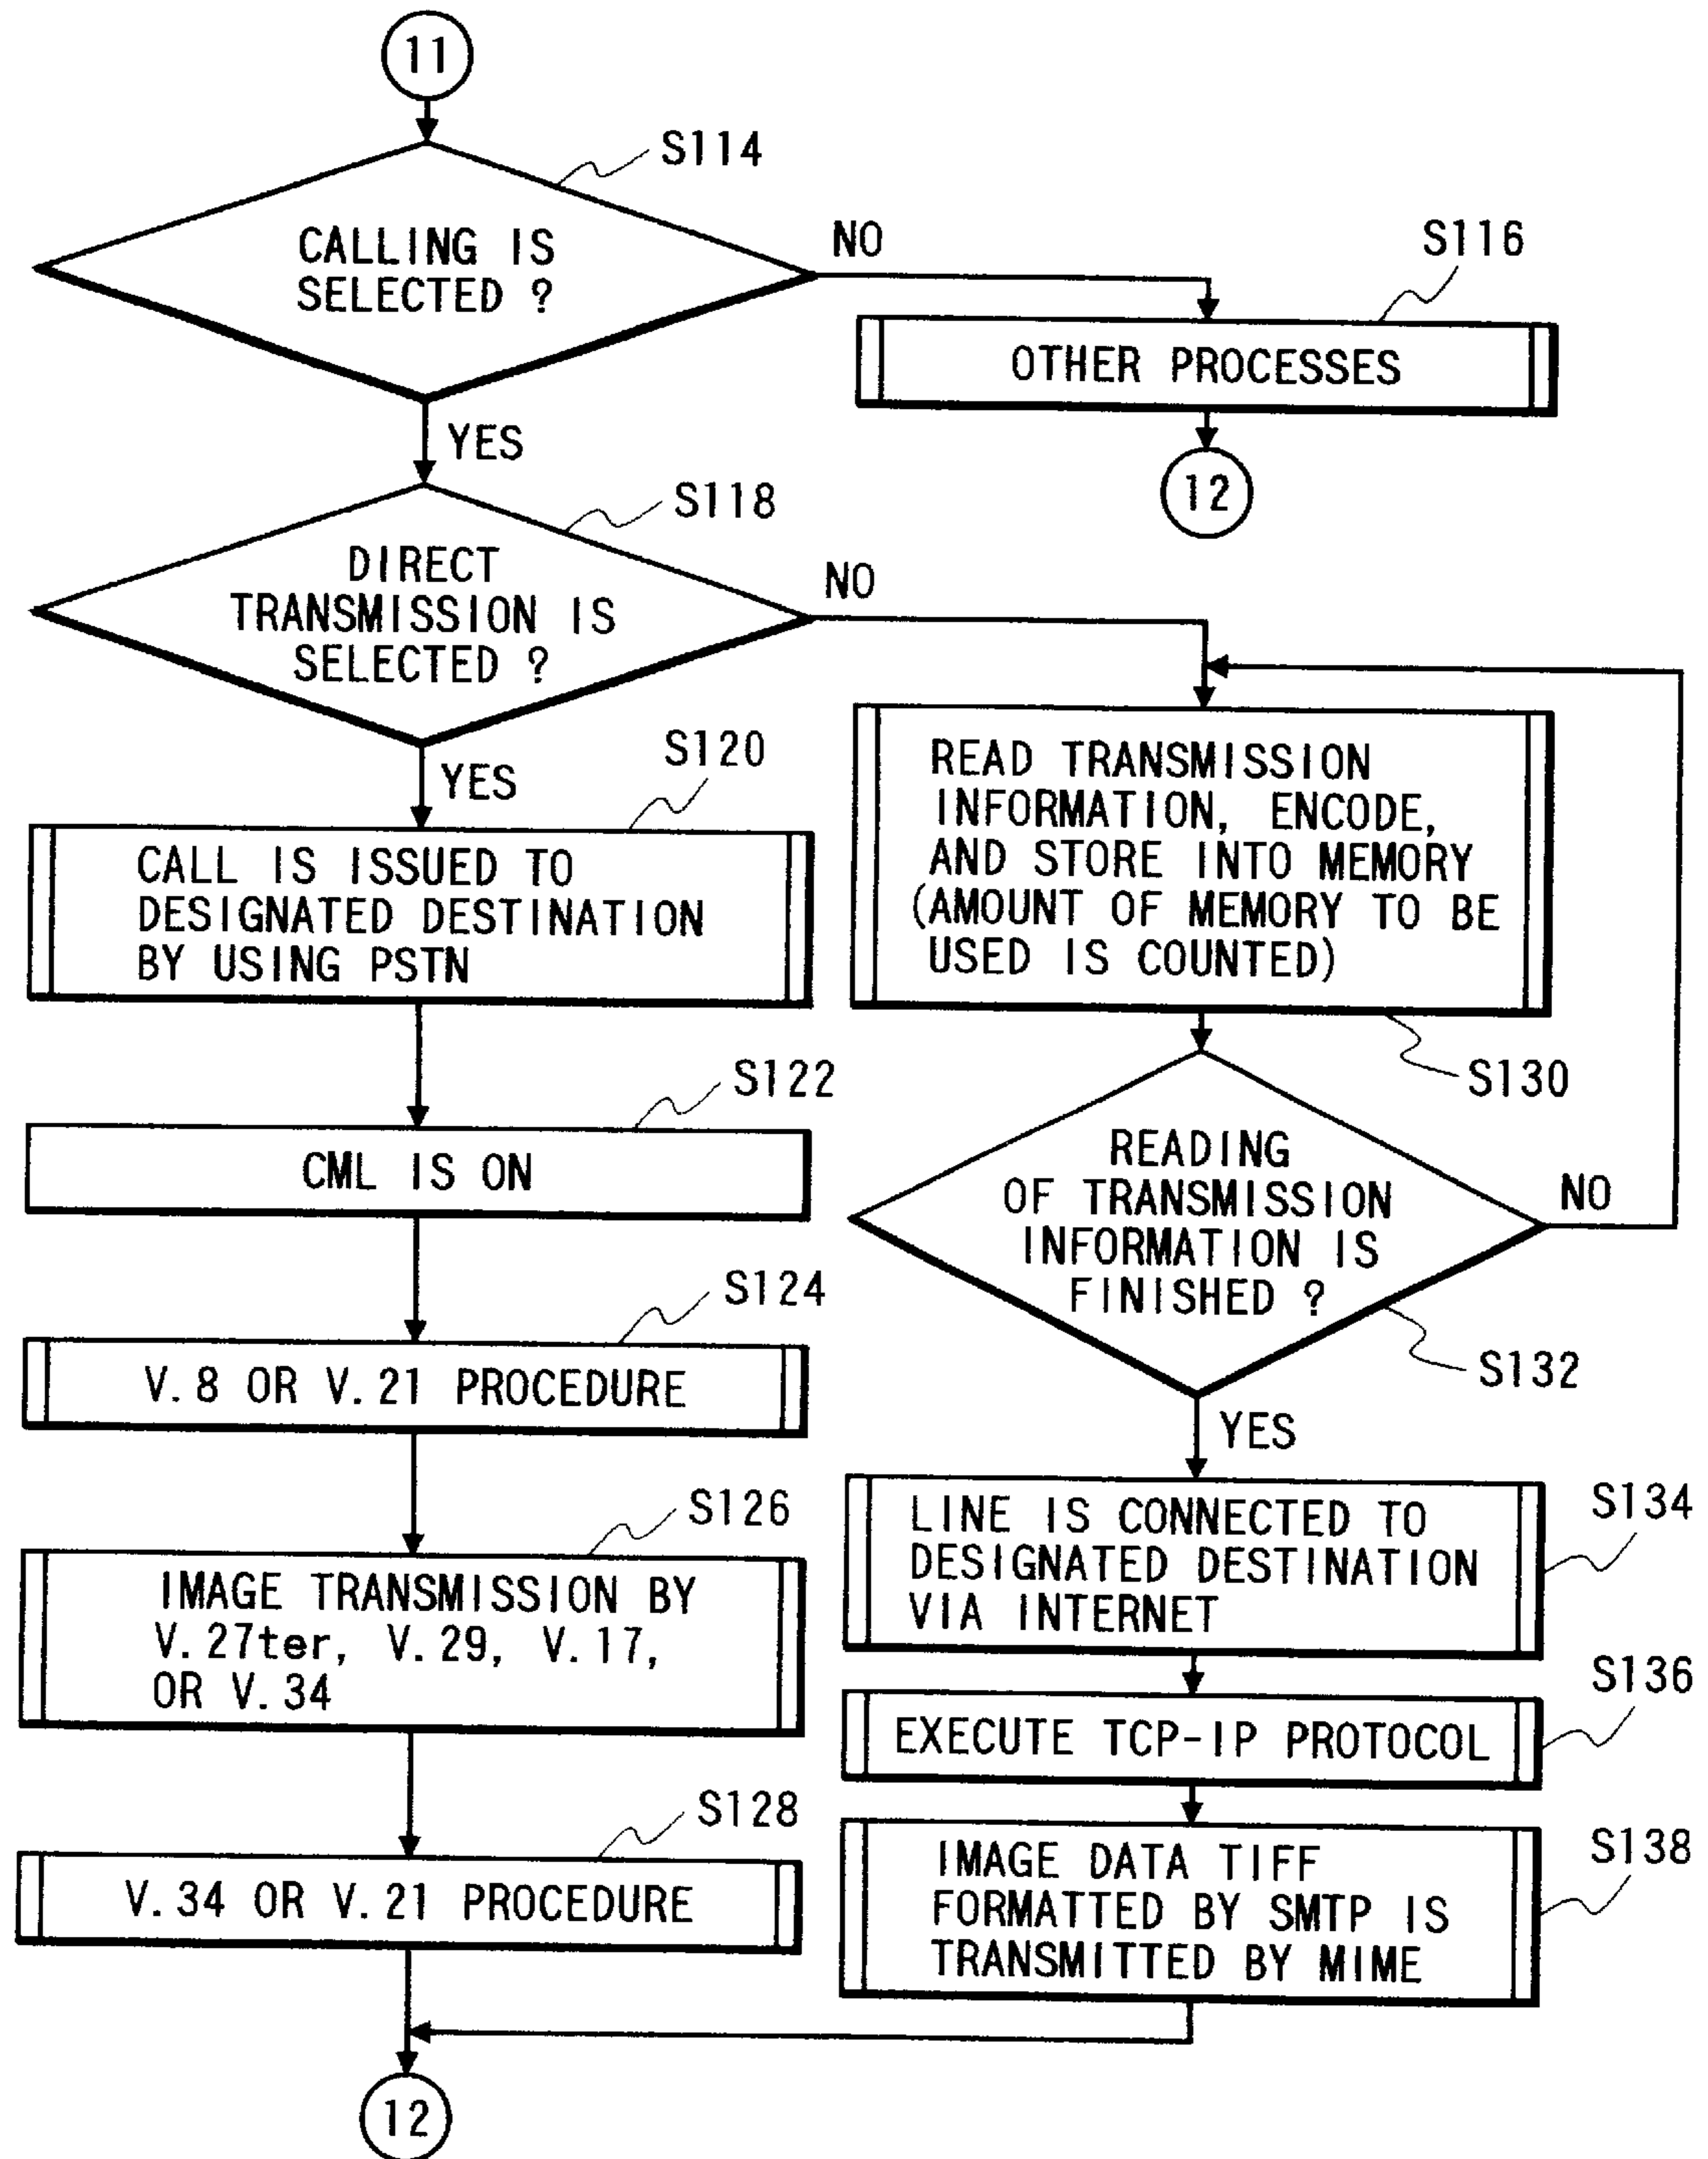 11
S114
CALLING IS
SELECTED ?
NO
S116
OTHER PROCESSES
12
YES
S118
DIRECT
TRANSMISSION IS
SELECTED ?
NO
YES
S120
CALL IS ISSUED TO
DESIGNATED DESTINATION
BY USING PSTN
READ TRANSMISSION
INFORMATION, ENCODE,
AND STORE INTO MEMORY
(AMOUNT OF MEMORY TO BE
USED IS COUNTED)
S130
S122
CML IS ON
READING
OF TRANSMISSION
INFORMATION IS
FINISHED ?
NO
S132
YES
S124
V.8 OR V.21 PROCEDURE
S126
IMAGE TRANSMISSION BY
V.27ter, V.29, V.17,
OR V.34
S134
LINE IS CONNECTED TO
DESIGNATED DESTINATION
VIA INTERNET
S136
EXECUTE TCP-IP PROTOCOL
S128
V.34 OR V.21 PROCEDURE
S138
IMAGE DATA TIFF
FORMATTED BY SMTP IS
TRANSMITTED BY MIME
12